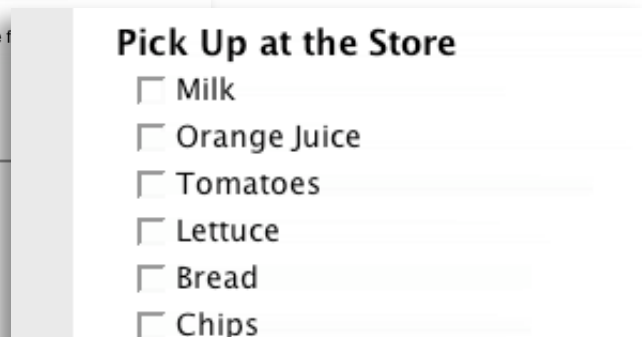 Pick Up at the Store
Milk
Orange Juice
Tomatoes
Lettuce
Bread
Chips